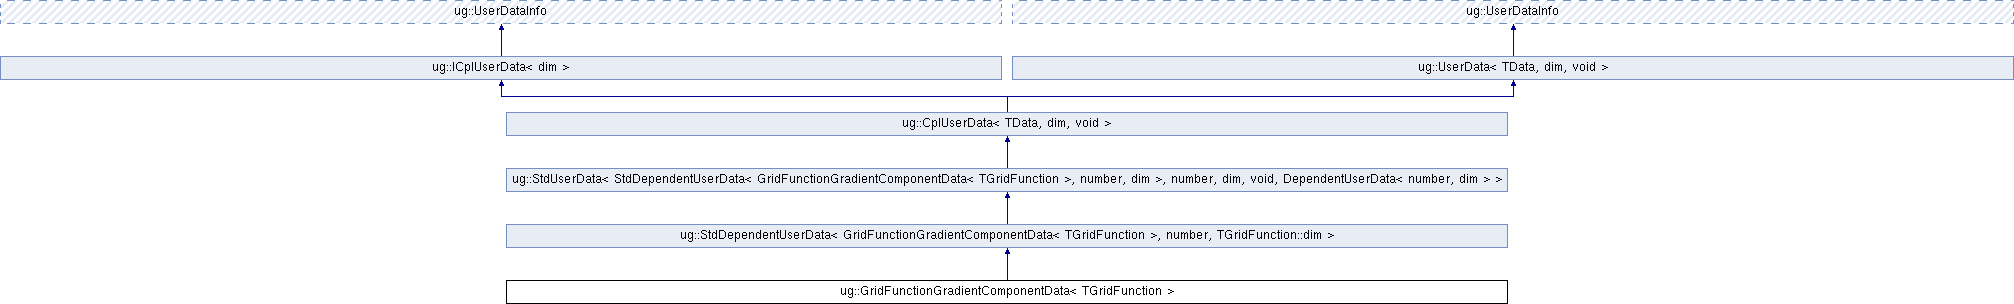 ug::UserDataInfo
ug::UserDataInfo
ug::ICplUserData< dim >
ug::UserData< TData, dim, void >
ug::CplUserData< TData, dim, void >
ug::StdUserData< StdDependentUserData< GridFunctionGradientComponentData< TGridFunction >, number, dim >, number, dim, void, DependentUserData< number, dim > >
ug::StdDependentUserData< GridFunctionGradientComponentData< TGridFunction >, number, TGridFunction::dim >
ug::GridFunctionGradientComponentData< TGridFunction >